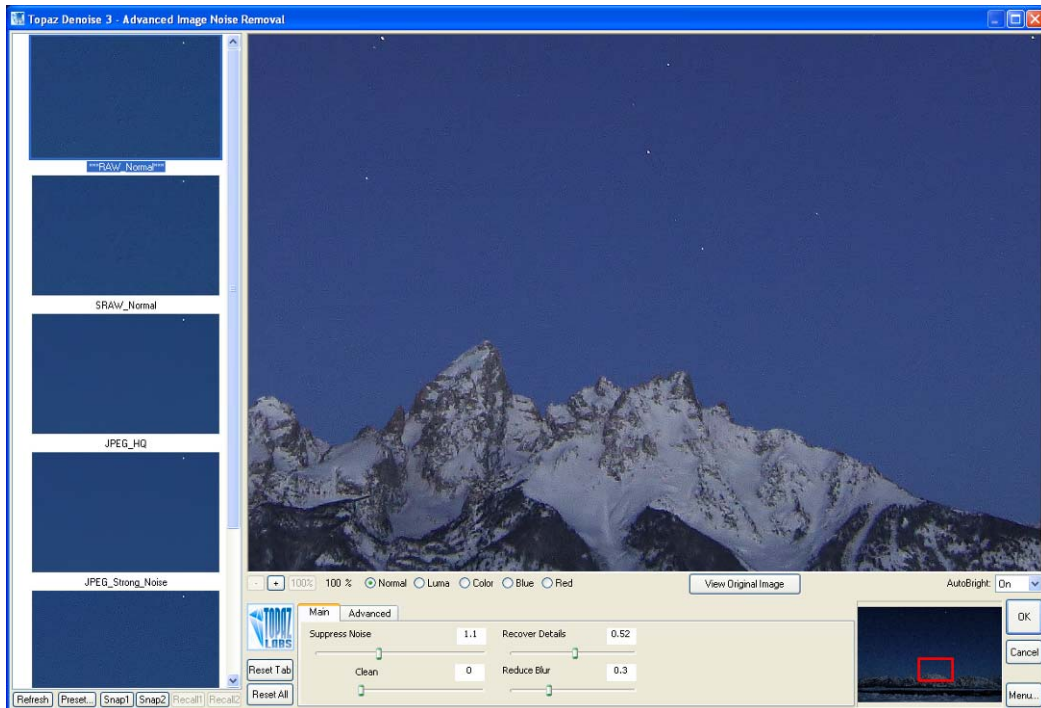 Topaz Denoise 3 - Advanced Image Noise Removal
***RAW_Normal***
SRAW_Normal
JPEG_HQ
JPEG_Strong_Noise
Refresh Preset... Snap1 Snap2 Recall1 Recall2
- + 100% 100 % Normal Luma Color Blue Red View Original Image AutoBright: On
TOPAZ
LABS
Reset Tab
Reset All
Main Advanced
Suppress Noise 1.1 Recover Details 0.52
Clean 0 Reduce Blur 0.3
OK
Cancel
Menu...